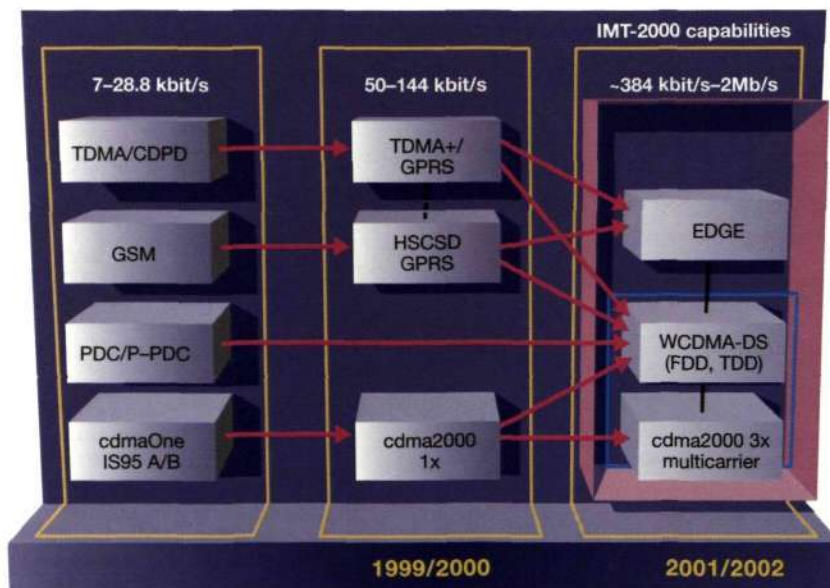 IMT-2000 capabilities
7–28.8 kbit/s
50–144 kbit/s
~384 kbit/s–2Mb/s
TDMA/CDPD
TDMA+/
GPRS
EDGE
GSM
HSCSD
GPRS
PDC/P–PDC
WCDMA-DS
(FDD, TDD)
cdmaOne
IS95 A/B
cdma2000
1x
cdma2000 3x
multicarrier
1999/2000
2001/2002